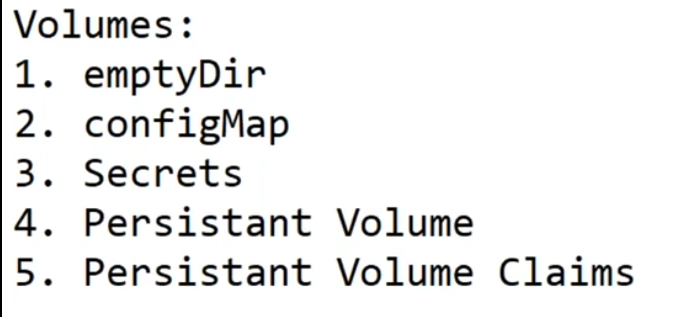 Volumes:
1. emptyDir
2. configMap
3. Secrets
4. Persistant Volume
5. Persistant Volume Claims